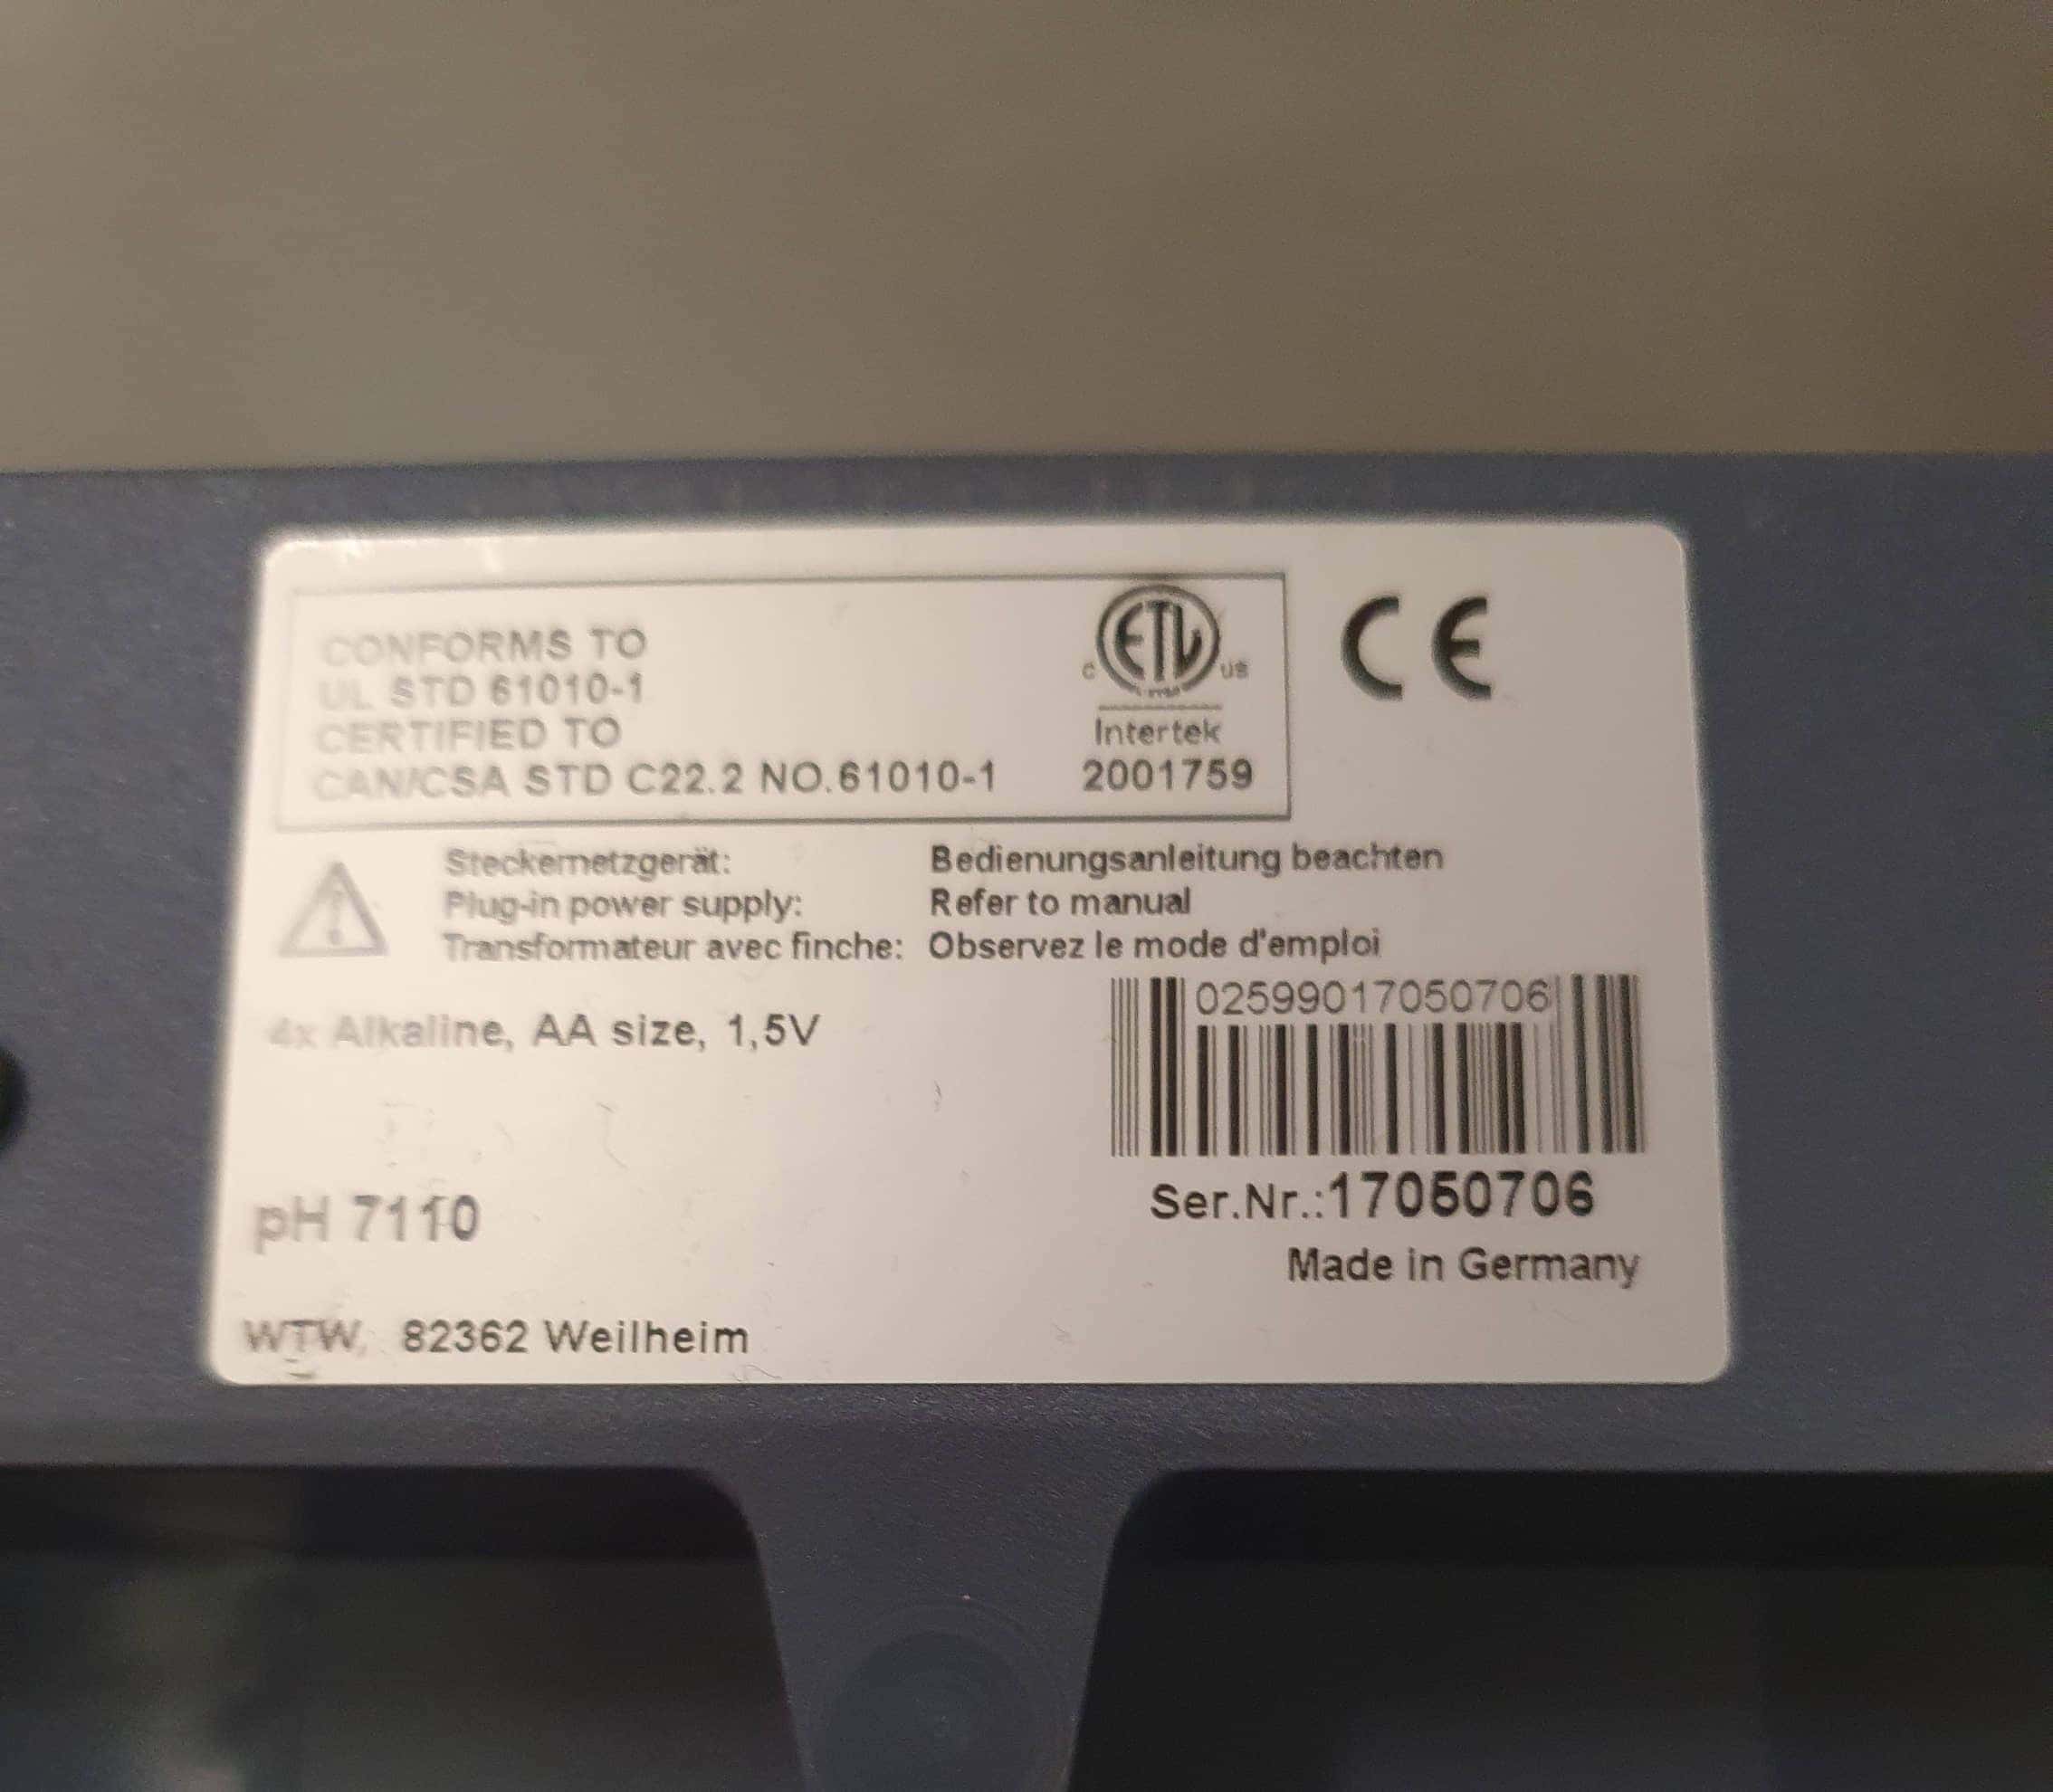 CONFORMS TO
UL STD 61010-1
CERTIFIED TO
CAN/CSA STD C22.2 NO.61010-1
ETL
c us
Intertek
2001759
CE
Steckernetzgerät: Bedienungsanleitung beachten
Plug-in power supply: Refer to manual
Transformateur avec finche: Observez le mode d'emploi
4x Alkaline, AA size, 1,5V
02599017050706
pH 7110
Ser.Nr.:17050706
Made in Germany
WTW, 82362 Weilheim